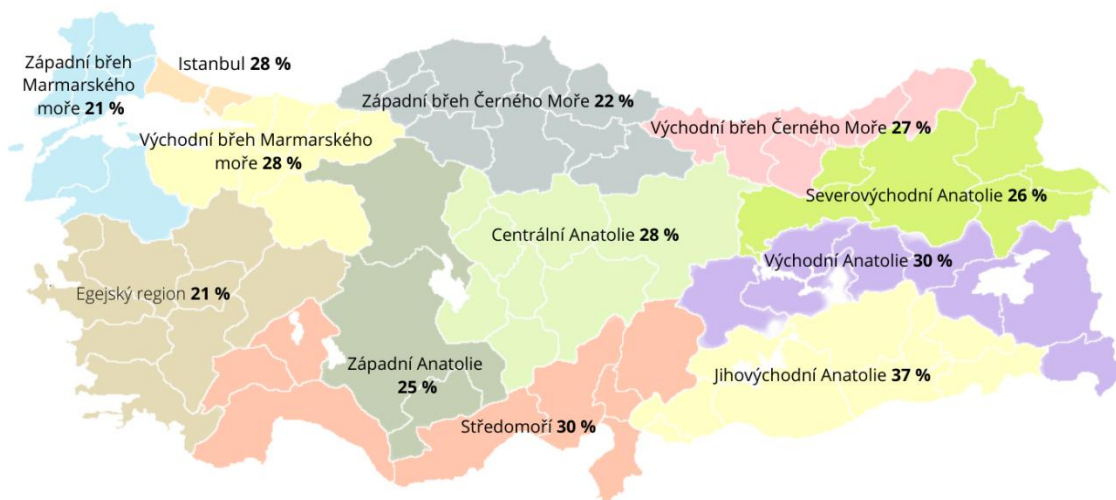 Západní břeh
Marmarského
moře 21 %
Istanbul 28 %
Západní břeh Černého Moře 22 %
Východní břeh Černého Moře 27 %
Východní břeh Marmarského
moře 28 %
Severovýchodní Anatolie 26 %
Centrální Anatolie 28 %
Východní Anatolie 30 %
Egejský region 21 %
Západní Anatolie
25 %
Jihovýchodní Anatolie 37 %
Středomoří 30 %